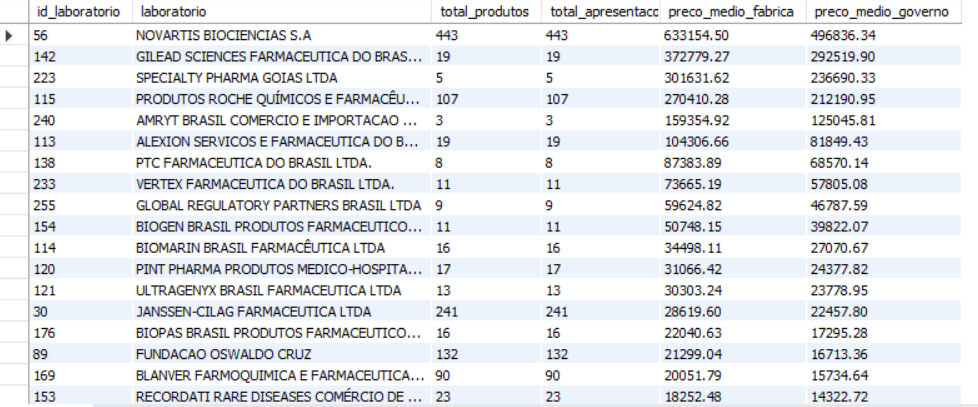 id_laboratorio laboratorio total_produtos total_apresentacc preco_medio_fabrica preco_medio_governo
56 NOVARTIS BIOCIENCIAS S.A 443 443 633154.50 496836.34
142 GILEAD SCIENCES FARMACEUTICA DO BRAS... 19 19 372779.27 292519.90
223 SPECIALTY PHARMA GOIAS LTDA 5 5 301631.62 236690.33
115 PRODUTOS ROCHE QUÍMICOS E FARMACÊU... 107 107 270410.28 212190.95
240 AMRYT BRASIL COMERCIO E IMPORTACAO ... 3 3 159354.92 125045.81
113 ALEXION SERVICOS E FARMACEUTICA DO B... 19 19 104306.66 81849.43
138 PTC FARMACEUTICA DO BRASIL LTDA. 8 8 87383.89 68570.14
233 VERTEX FARMACEUTICA DO BRASIL LTDA. 11 11 73665.19 57805.08
255 GLOBAL REGULATORY PARTNERS BRASIL LTDA 9 9 59624.82 46787.59
154 BIOGEN BRASIL PRODUTOS FARMACEUTICO... 11 11 50748.15 39822.07
114 BIOMARIN BRASIL FARMACÊUTICA LTDA 16 16 34498.11 27070.67
120 PINT PHARMA PRODUTOS MEDICO-HOSPITA... 17 17 31066.42 24377.82
121 ULTRAGENYX BRASIL FARMACEUTICA LTDA 13 13 30303.24 23778.95
30 JANSSEN-CILAG FARMACEUTICA LTDA 241 241 28619.60 22457.80
176 BIOPAS BRASIL PRODUTOS FARMACEUTICO... 16 16 22040.63 17295.28
89 FUNDACAO OSWALDO CRUZ 132 132 21299.04 16713.36
169 BLANVER FARMOQUIMICA E FARMACEUTICA... 90 90 20051.79 15734.64
153 RECORDATI RARE DISEASES COMÉRCIO DE ... 23 23 18252.48 14322.72